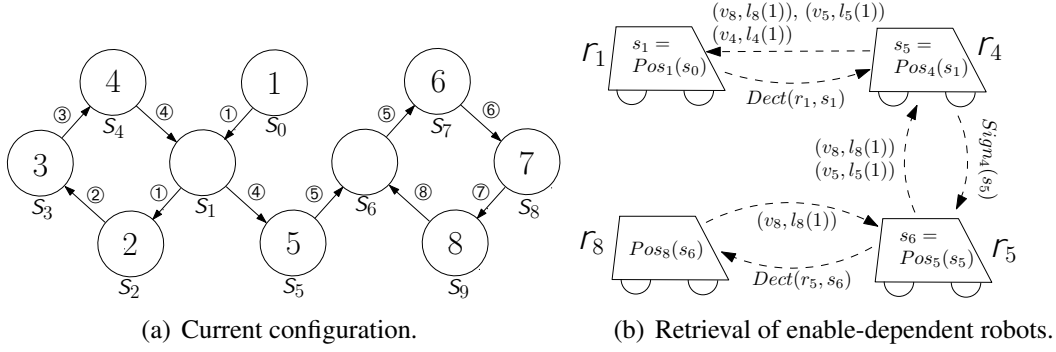 4
S4
1
S0
6
S7
③
④
①
⑤
⑥
3
S3
S1
S6
7
S8
②
①
④
⑤
⑧
⑦
2
S2
5
S5
8
S9
(a) Current configuration.
(v8, l8(1)), (v5, l5(1))
(v4, l4(1))
r1
s1 =
Pos1(s0)
s5 =
Pos4(s1)
r4
Dect(r1, s1)
(v8, l8(1))
(v5, l5(1))
Sign4(s5)
(v8, l8(1))
r8
Pos8(s6)
s6 =
Pos5(s5)
r5
Dect(r5, s6)
(b) Retrieval of enable-dependent robots.